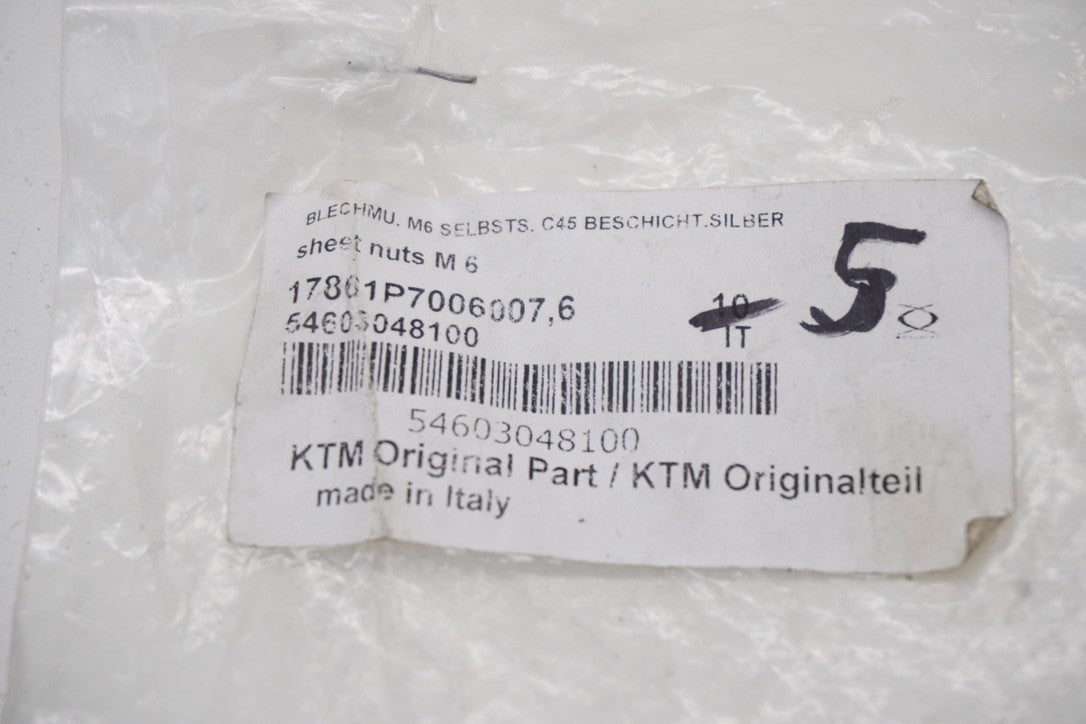 BLECHMU. M6 SELBSTS. C45 BESCHICHT.SILBER
sheet nuts M 6
17861P7006007,6
10
5
54603048100
IT
54603048100
KTM Original Part / KTM Originalteil
made in Italy